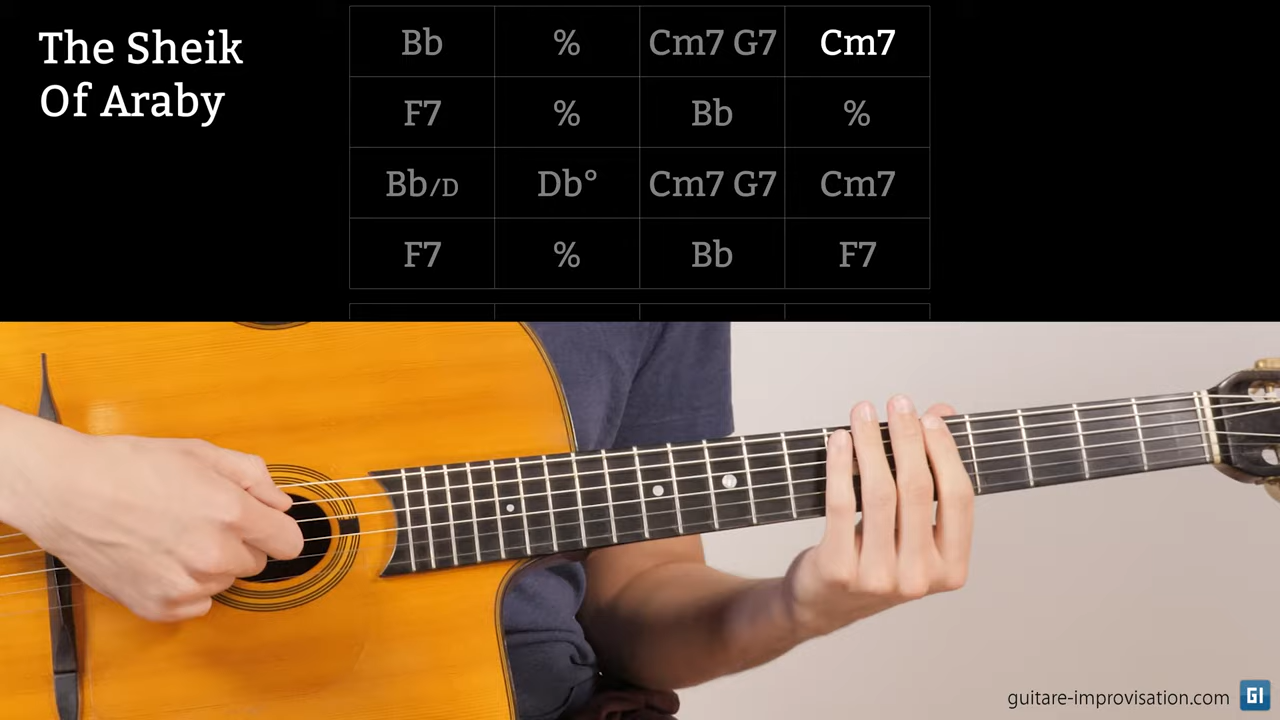 The Sheik
Of Araby
Bb % Cm7 G7 Cm7
F7 % Bb %
Bb/D Db° Cm7 G7 Cm7
F7 % Bb F7
guitare-improvisation.com GI